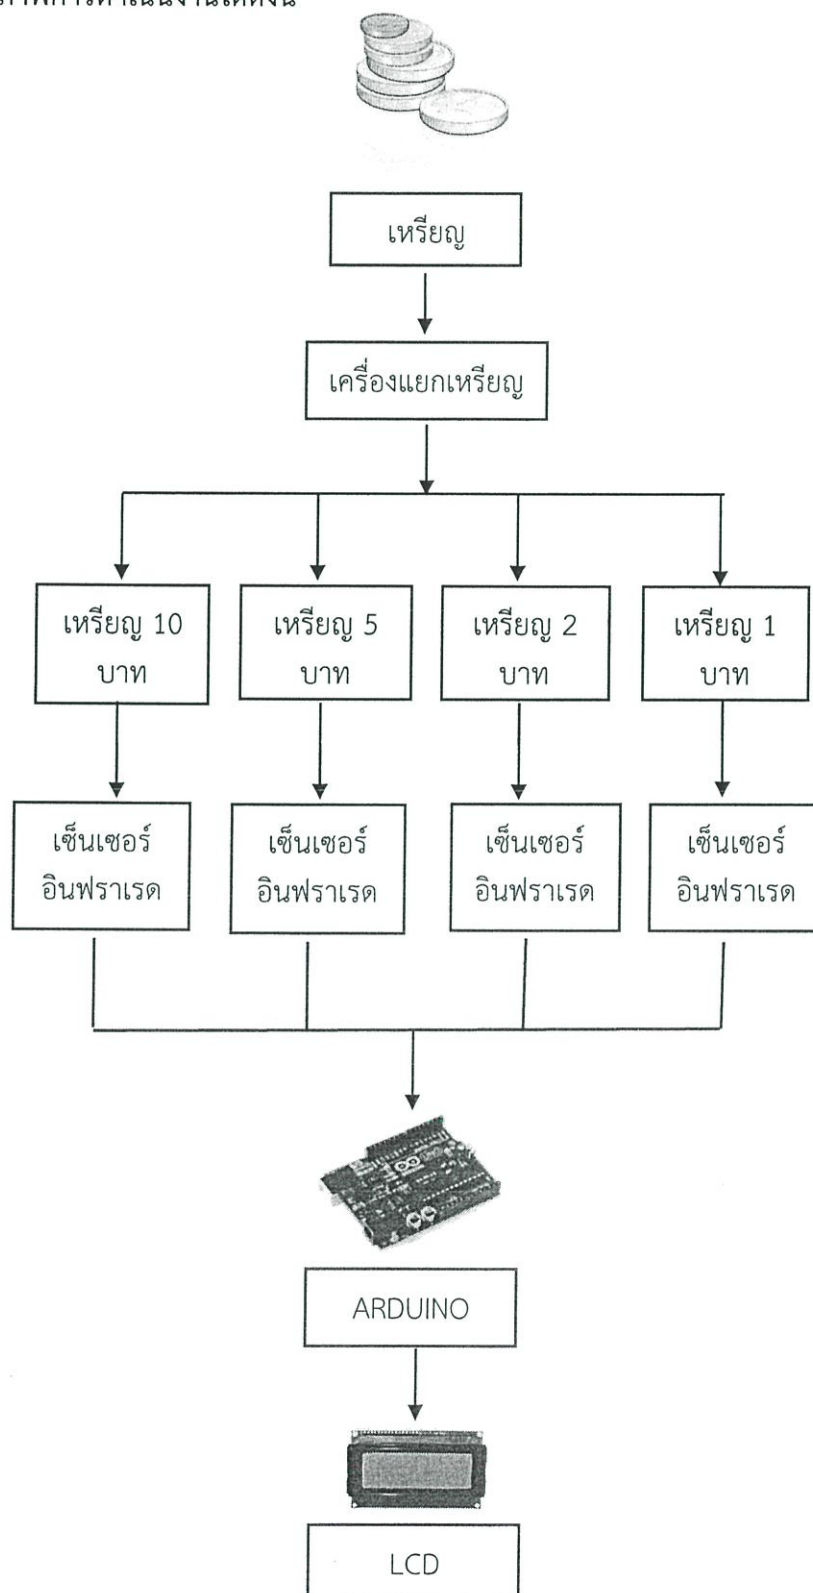 เหรียญ
เครื่องแยกเหรียญ
เหรียญ 10
บาท
เหรียญ 5
บาท
เหรียญ 2
บาท
เหรียญ 1
บาท
เซ็นเซอร์
อินฟราเรด
เซ็นเซอร์
อินฟราเรด
เซ็นเซอร์
อินฟราเรด
เซ็นเซอร์
อินฟราเรด
ARDUINO
LCD